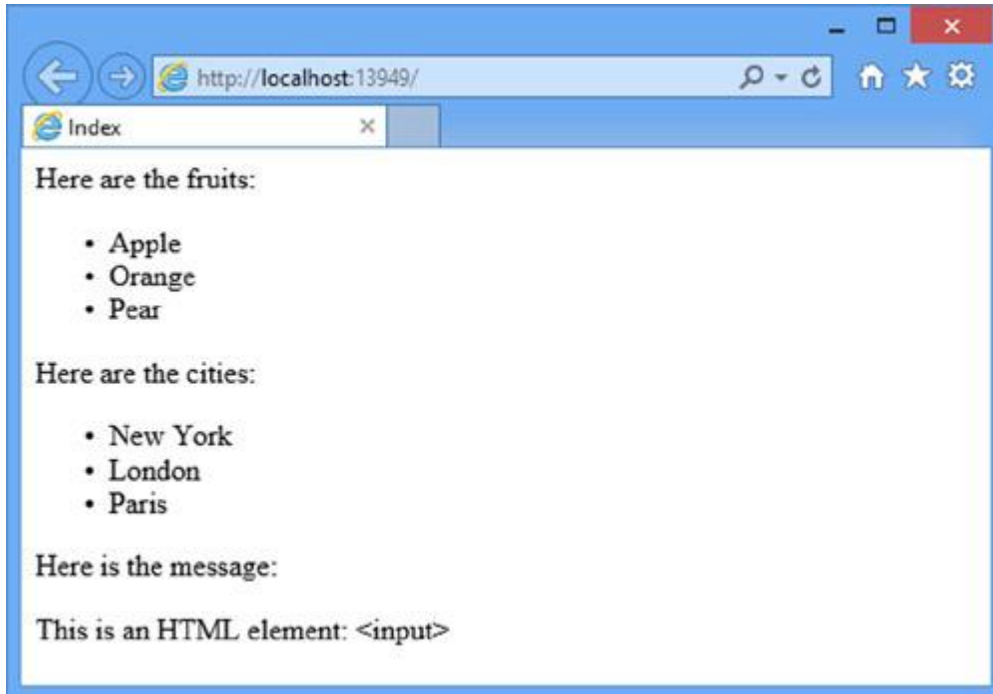 http://localhost:13949/
Index
Here are the fruits:
• Apple
• Orange
• Pear
Here are the cities:
• New York
• London
• Paris
Here is the message:
This is an HTML element: <input>